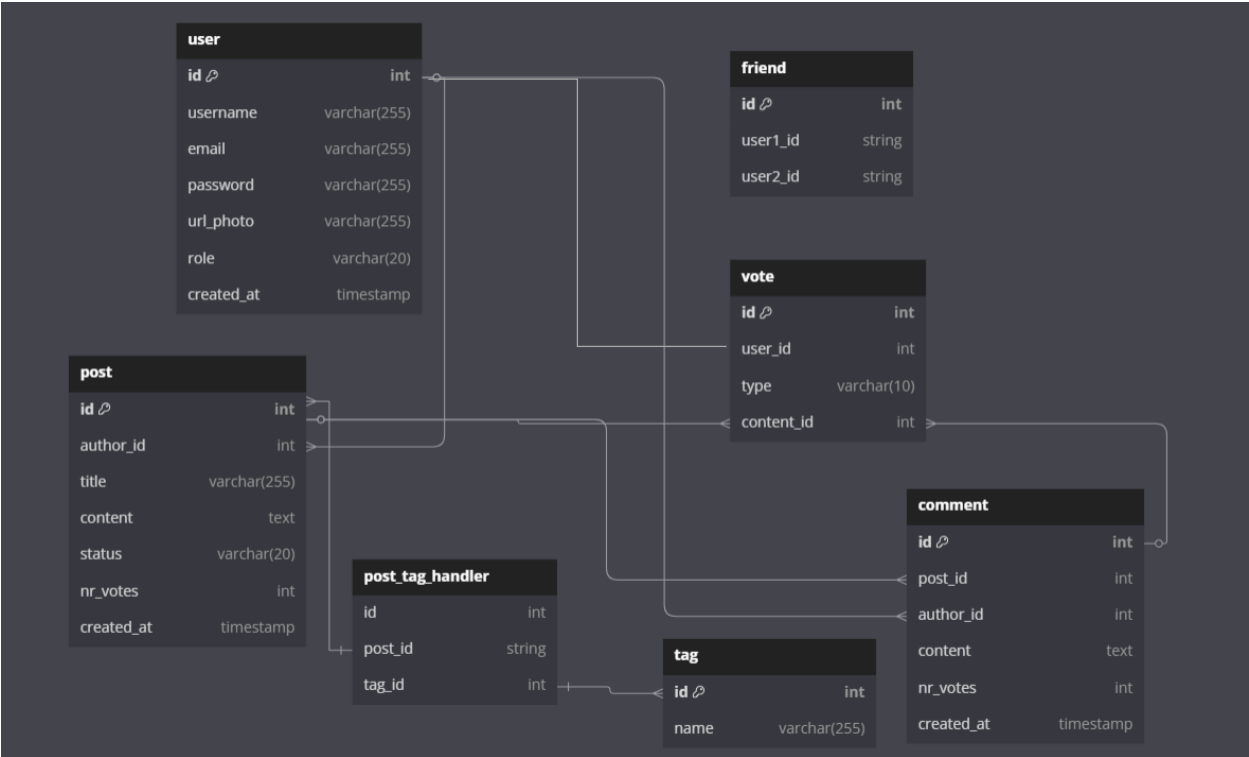 user
id int
username varchar(255)
email varchar(255)
password varchar(255)
url_photo varchar(255)
role varchar(20)
created_at timestamp
friend
id int
user1_id string
user2_id string
vote
id int
user_id int
type varchar(10)
content_id int
post
id int
author_id int
title varchar(255)
content text
status varchar(20)
nr_votes int
created_at timestamp
post_tag_handler
id int
post_id string
tag_id int
tag
id int
name varchar(255)
comment
id int
post_id int
author_id int
content text
nr_votes int
created_at timestamp